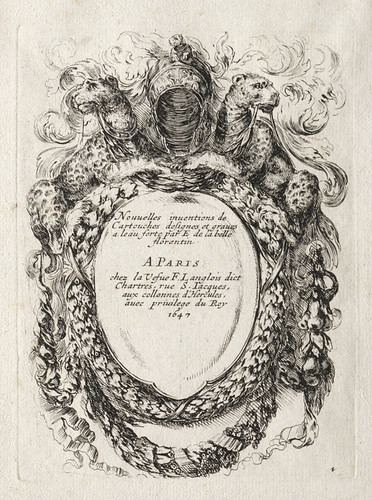 Nouuelles inuentions de
Cartouches designes et graues
a leau forte par E de la belle
florentin
A PARIS
chez la Vefue F. Langlois dict
Chartres, rue S. Iacques,
aux collonnes d'Hercules,
auec priuilege du Roy
1647
1